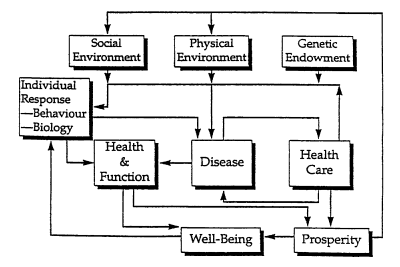 Social
Environment
Physical
Environment
Genetic
Endowment
Individual
Response
—Behaviour
—Biology
Health
&
Function
Disease
Health
Care
Well-Being
Prosperity